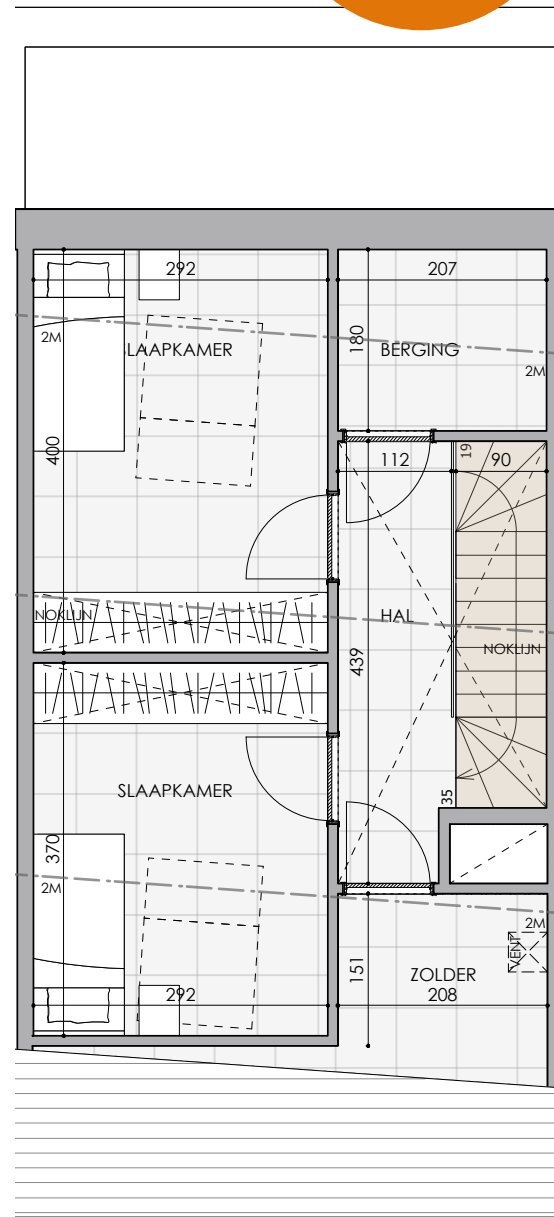 292
207
2M
LAAPKAMER
180
BERGING
2M
400
112
19
90
NOKLIJN
HAL
439
NOKLIJN
SLAAPKAMER
35
370
2M
2M
VENT
151
ZOLDER
292
208